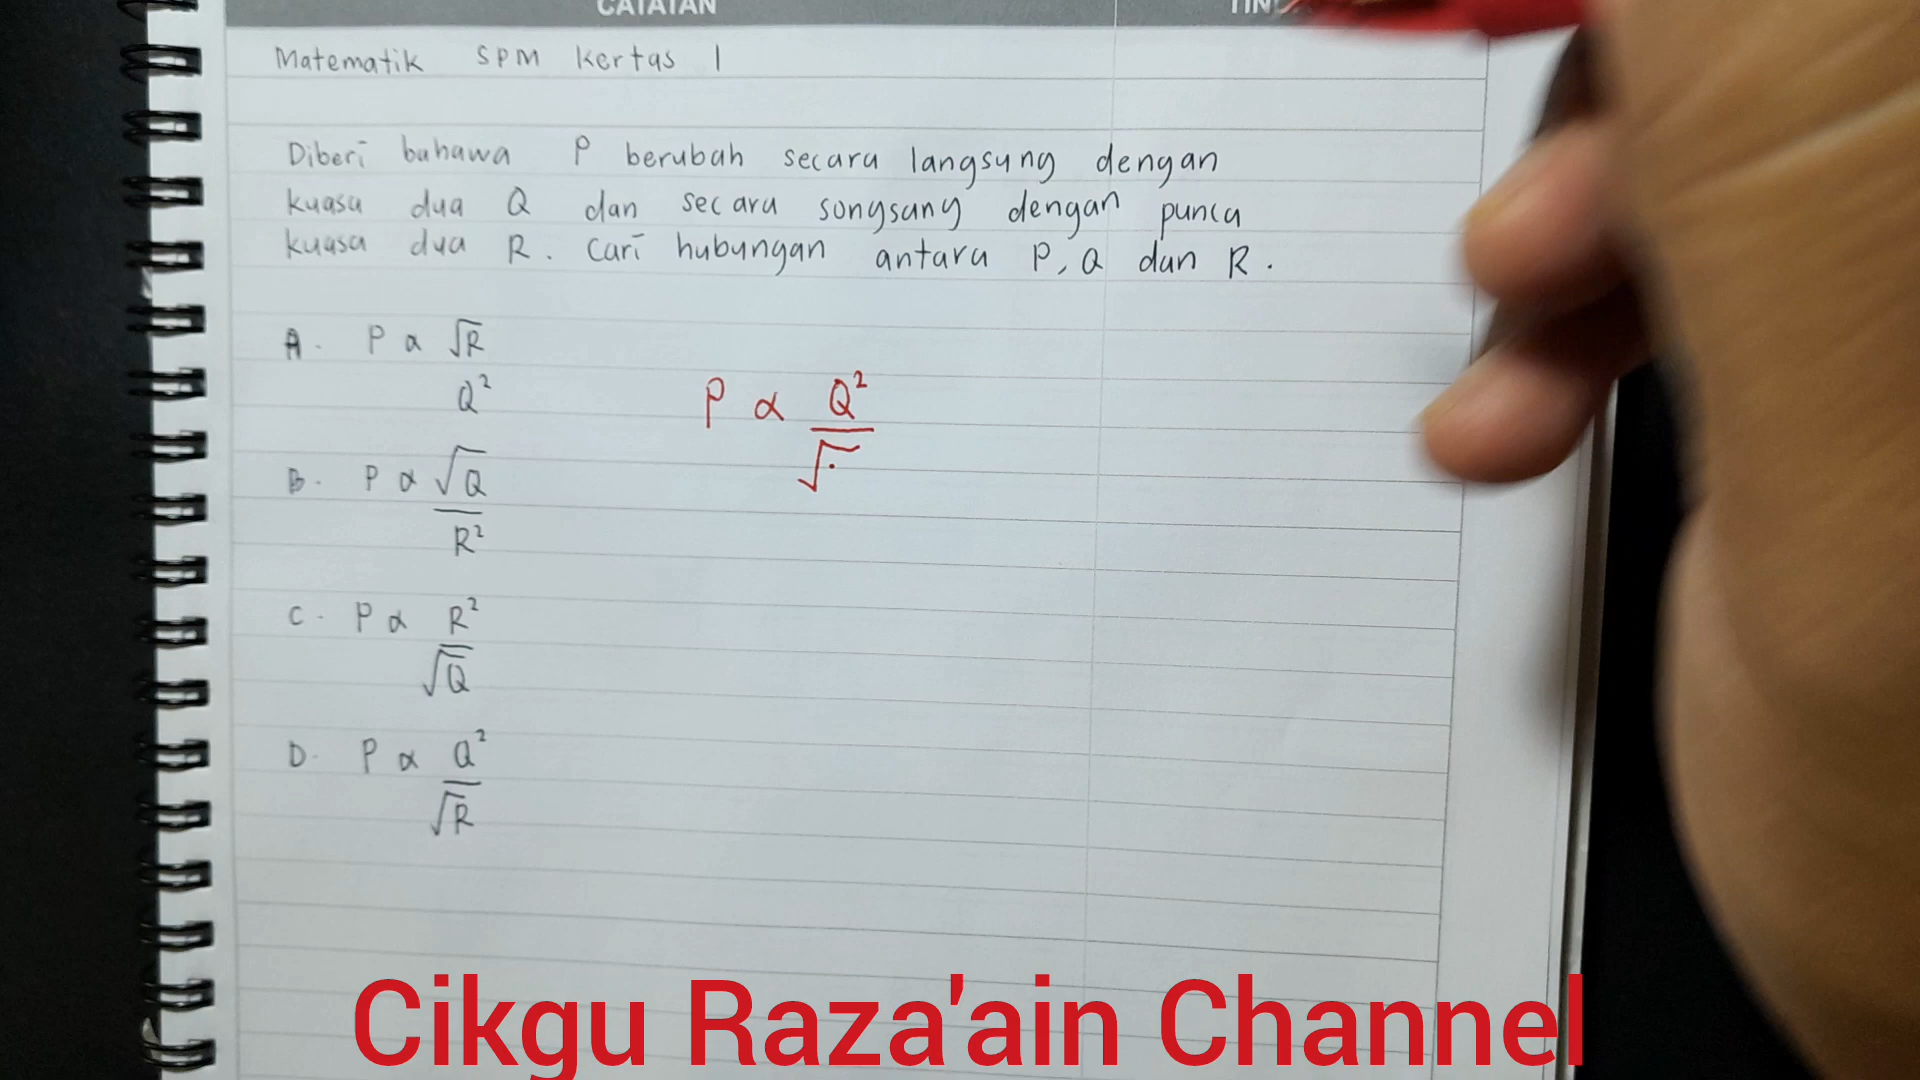 CATATAN
Matematik SPM Kertas 1
Diberi bahawa P berubah secara langsung dengan
kuasa dua Q dan secara songsang dengan punca
kuasa dua R. Cari hubungan antara P, Q dan R.
A. P ∝ √R
Q²
B. P ∝ √Q
R²
C. P ∝ R²
√Q
D. P ∝ Q²
√R
P ∝ Q²
√
Cikgu Raza'ain Channel